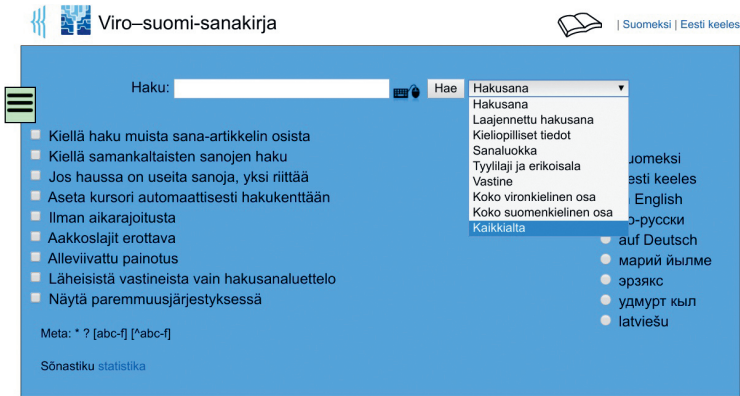 Viro–suomi-sanakirja
| Suomeksi | Eesti keeles
Haku: Hae Hakusana
Hakusana
Laajennettu hakusana
Kieliopilliset tiedot
Sanaluokka
Tyylilaji ja erikoisala
Vastine
Koko vironkielinen osa
Koko suomenkielinen osa
Kaikkialta
Kiellä haku muista sana-artikkelin osista
Kiellä samankaltaisten sanojen haku
Jos haussa on useita sanoja, yksi riittää
Aseta kursori automaattisesti hakukenttään
Ilman aikarajoitusta
Aakkoslajit erottava
Alleviivattu painotus
Läheisistä vastineista vain hakusanaluettelo
Näytä paremmuusjärjestyksessä
uomeksi
esti keeles
English
о-русски
auf Deutsch
марий йылме
эрзякс
удмурт кыл
latviešu
Meta: * ? [abc-f] [^abc-f]
Sõnastiku statistika